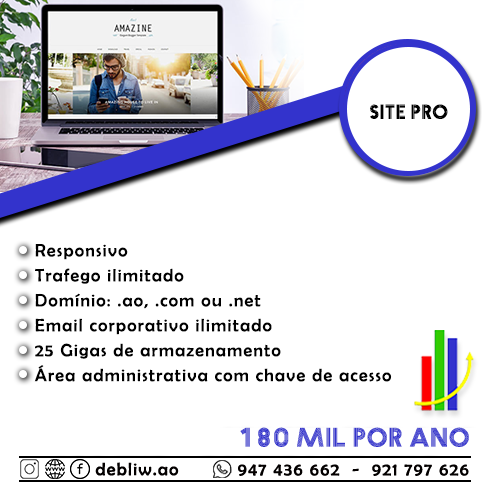 AMAZINE
SITE PRO
Responsivo
Trafego ilimitado
Domínio: .ao, .com ou .net
Email corporativo ilimitado
25 Gigas de armazenamento
Área administrativa com chave de acesso
180 MIL POR ANO
debliw.ao 947 436 662 - 921 797 626